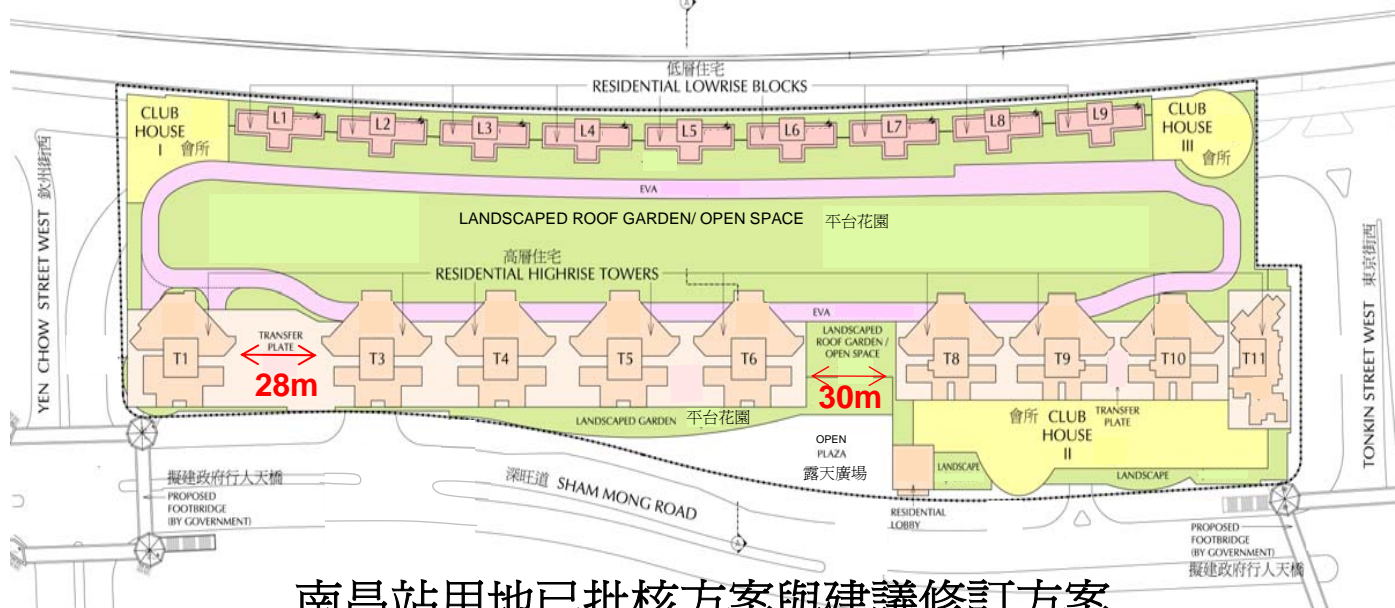 A
低層住宅
RESIDENTIAL LOWRISE BLOCKS
CLUB
HOUSE
I 會所
L1
L2
L3
L4
L5
L6
L7
L8
L9
CLUB
HOUSE
III
會所
EVA
LANDSCAPED ROOF GARDEN/ OPEN SPACE 平台花園
YEN CHOW STREET WEST 欽州街西
TONKIN STREET WEST 東京街西
高層住宅
RESIDENTIAL HIGHRISE TOWERS
EVA
TRANSFER
PLATE
28m
LANDSCAPED
ROOF GARDEN /
OPEN SPACE
30m
T1
T3
T4
T5
T6
T8
T9
T10
T11
LANDSCAPED GARDEN 平台花園
會所 CLUB
HOUSE
II
TRANSFER
PLATE
OPEN
PLAZA
露天廣場
LANDSCAPE
LANDSCAPE
擬建政府行人天橋
PROPOSED
FOOTBRIDGE
(BY GOVERNMENT)
深旺道 SHAM MONG ROAD
A
RESIDENTIAL
LOBBY
PROPOSED
FOOTBRIDGE
(BY GOVERNMENT)
擬建政府行人天橋
南昌站用地已批核方案與建議修訂方案